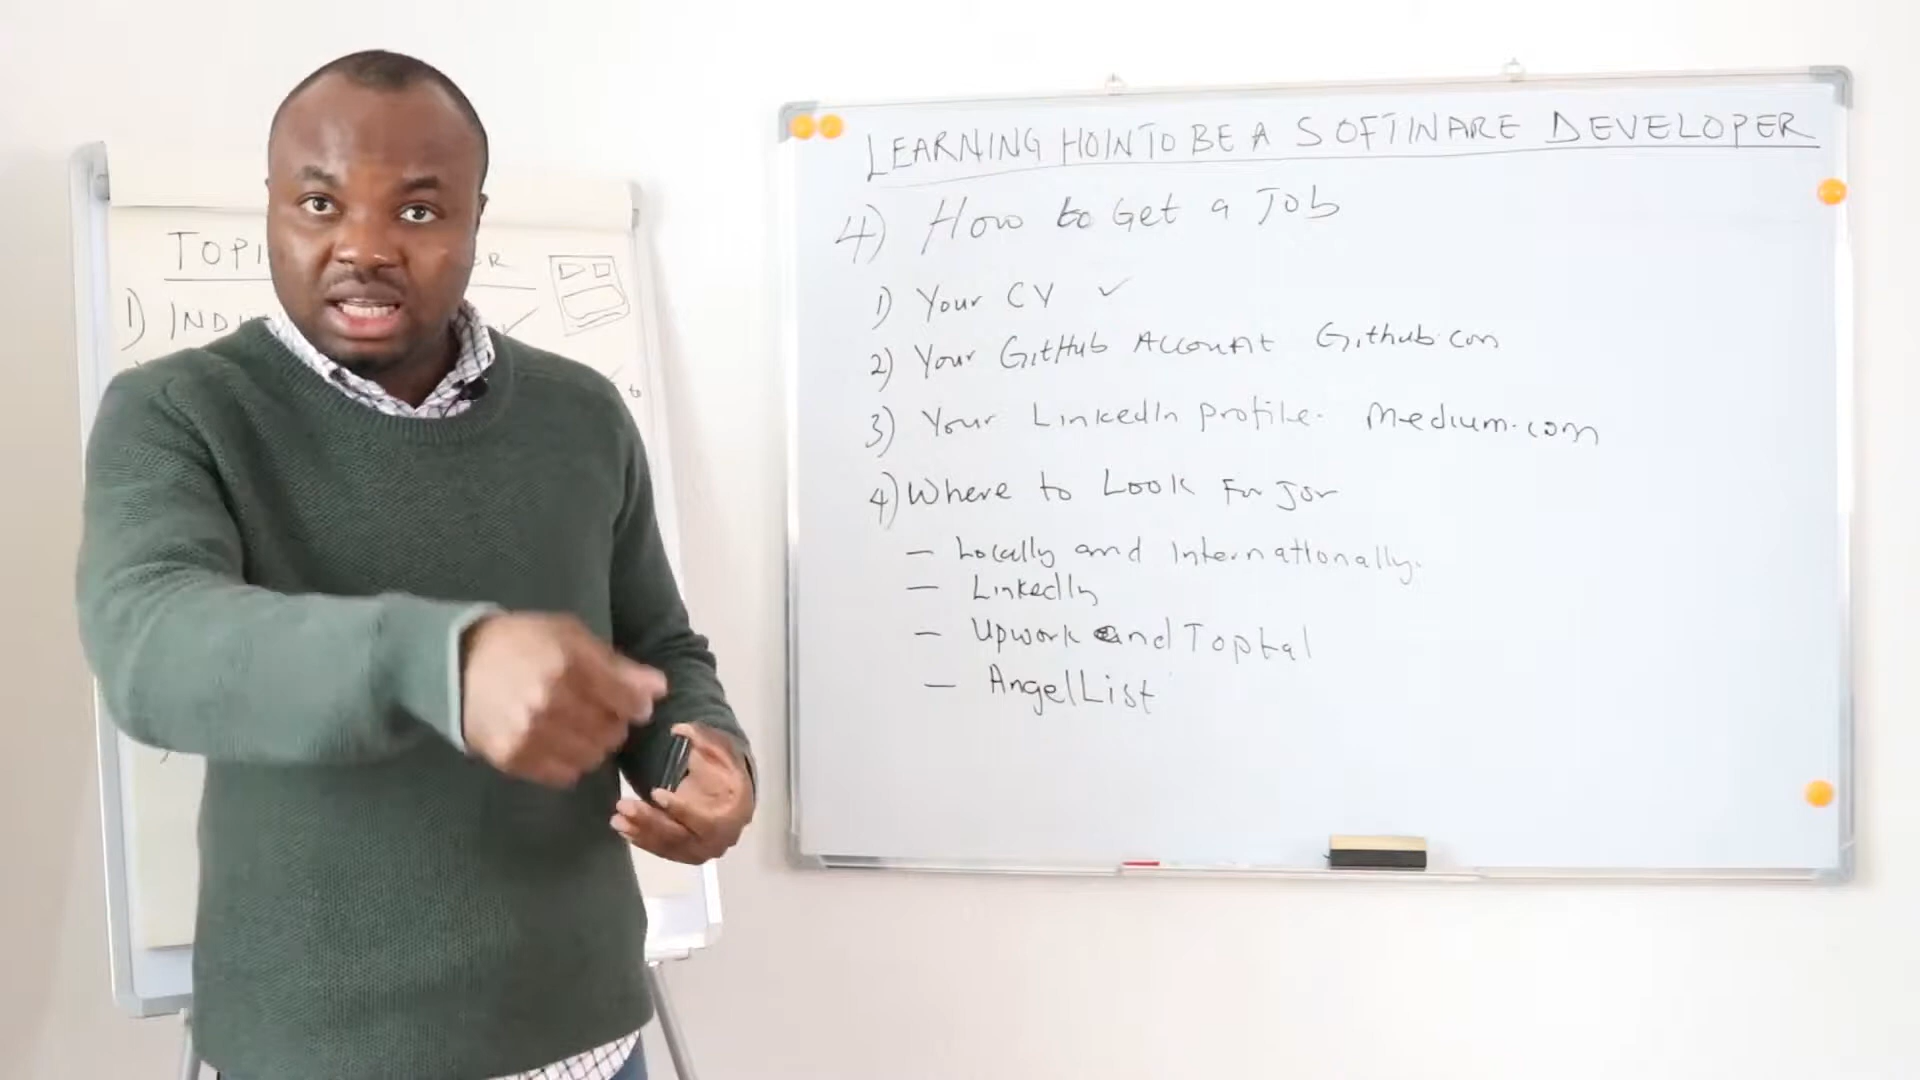 TOPI
1) INDU
LEARNING HOW TO BE A SOFTWARE DEVELOPER
4) How to Get a Job
1) Your CV ✓
2) Your GitHub Account Github.com
3) Your LinkedIn profile. Medium.com
4) Where to Look For Job
— Locally and Internationally.
— LinkedIn
— Upwork and Toptal
— AngelList